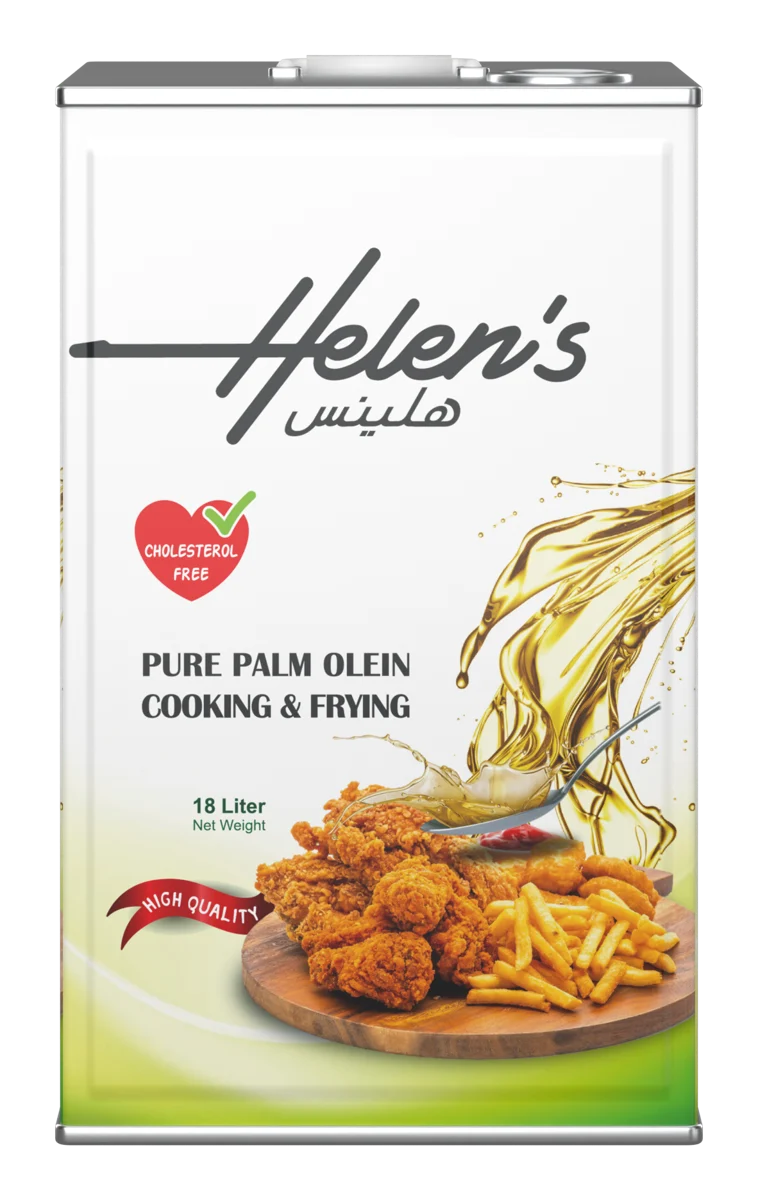 Helen's
هلينس
CHOLESTEROL
FREE
PURE PALM OLEIN
COOKING & FRYING
18 Liter
Net Weight
HIGH QUALITY